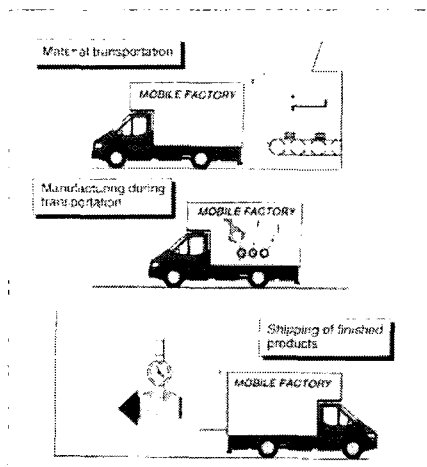 Material transportation
MOBILE FACTORY
Manufacturing during
transportation
MOBILE FACTORY
Shipping of finished
products
MOBILE FACTORY